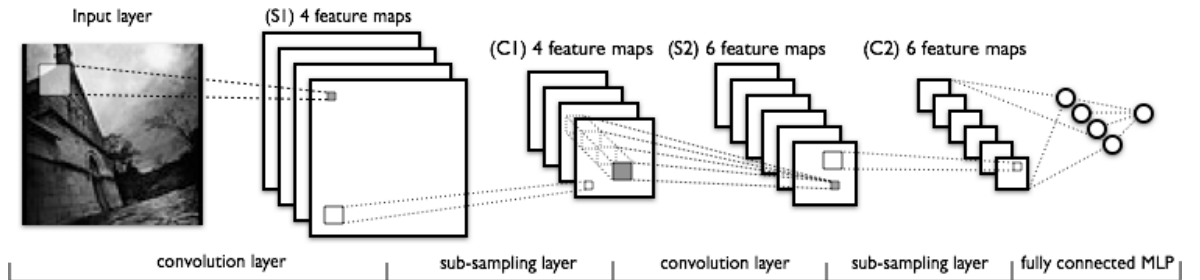 Input layer
(S1) 4 feature maps
(C1) 4 feature maps
(S2) 6 feature maps
(C2) 6 feature maps
convolution layer
sub-sampling layer
convolution layer
sub-sampling layer
fully connected MLP